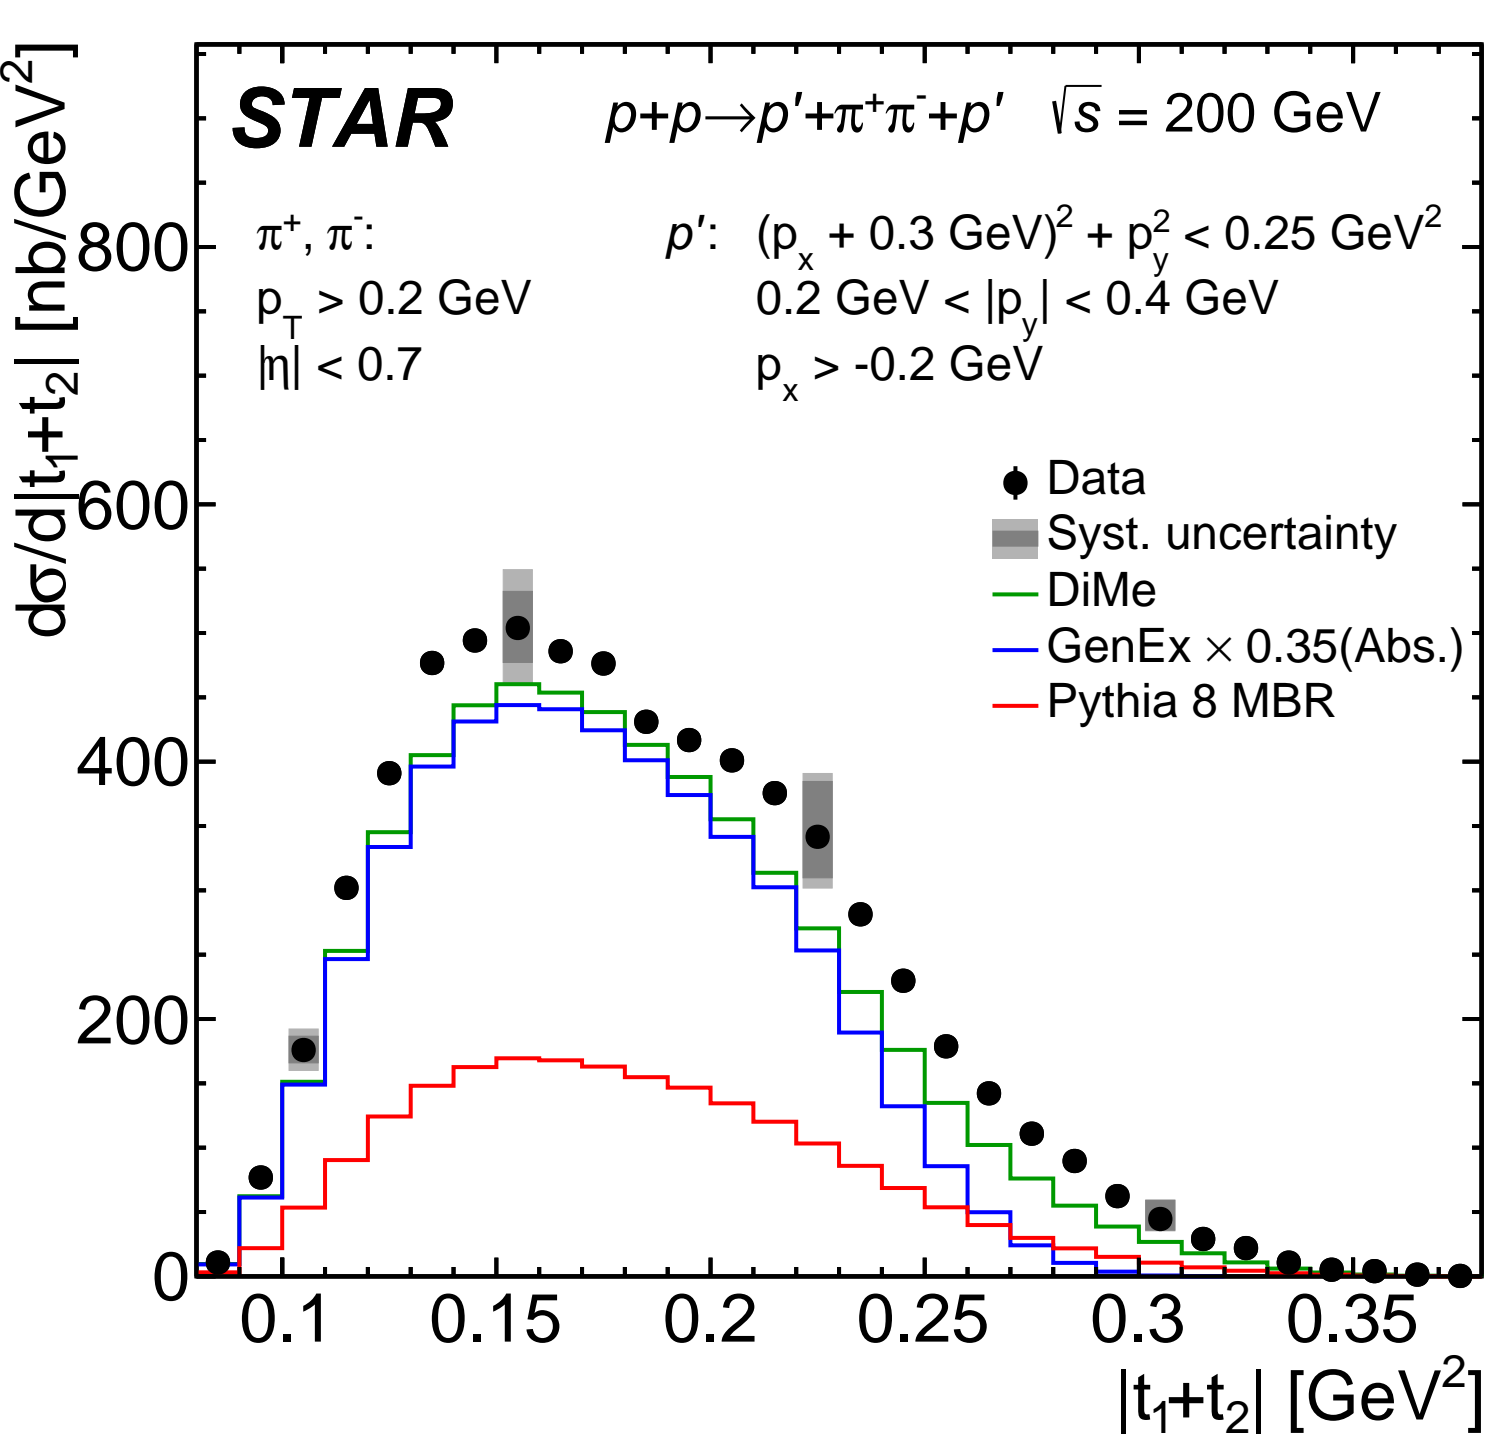 STAR p+p→p′+π⁺π⁻+p′ √s = 200 GeV
π⁺, π⁻: p′: (pₓ + 0.3 GeV)² + p_y² < 0.25 GeV²
p_T > 0.2 GeV 0.2 GeV < |p_y| < 0.4 GeV
|η| < 0.7 pₓ > -0.2 GeV
Data
Syst. uncertainty
DiMe
GenEx × 0.35(Abs.)
Pythia 8 MBR
dσ/d|t₁+t₂| [nb/GeV²]
800
600
400
200
0
0.1 0.15 0.2 0.25 0.3 0.35
|t₁+t₂| [GeV²]